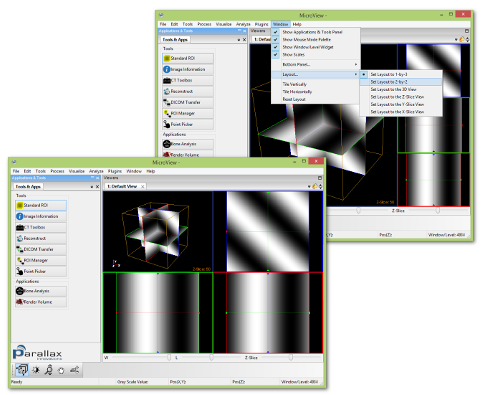 MicroView
File Edit Tools Process Visualize Analyze Plugins Window Help
Applications & Tools Panel
Viewers
Tools & Apps
1: Default
Tools
Standard ROI
Image Information
CT Toolbox
Reconstruct
DICOM Transfer
ROI Manager
Point Picker
Applications
Bone Analysis
Render Volume
Show Applications & Tools Panel
Show Mouse Mode Palette
Show Window/Level Widget
Show Scales
Bottom Panel...
Layout...
Tile Vertically
Tile Horizontally
Reset Layout
Set Layout to 1-by-3
Set Layout to 2-by-2
Set Layout to the 3D View
Set Layout to the Z-Slice View
Set Layout to the Y-Slice View
Set Layout to the X-Slice View
Z-Slice
Pos(Z):
Window/Level:
MicroView
File Edit Tools Process Visualize Analyze Plugins Window Help
Applications & Tools
Viewers
Tools & Apps
1: Default View
Tools
Standard ROI
Image Information
CT Toolbox
Reconstruct
DICOM Transfer
ROI Manager
Point Picker
Applications
Bone Analysis
Render Volume
Z-Slice: 50
Parallax
W L Z-Slice
Ready Gray Scale Value: Pos(X,Y): Pos(Z): Window/Level: